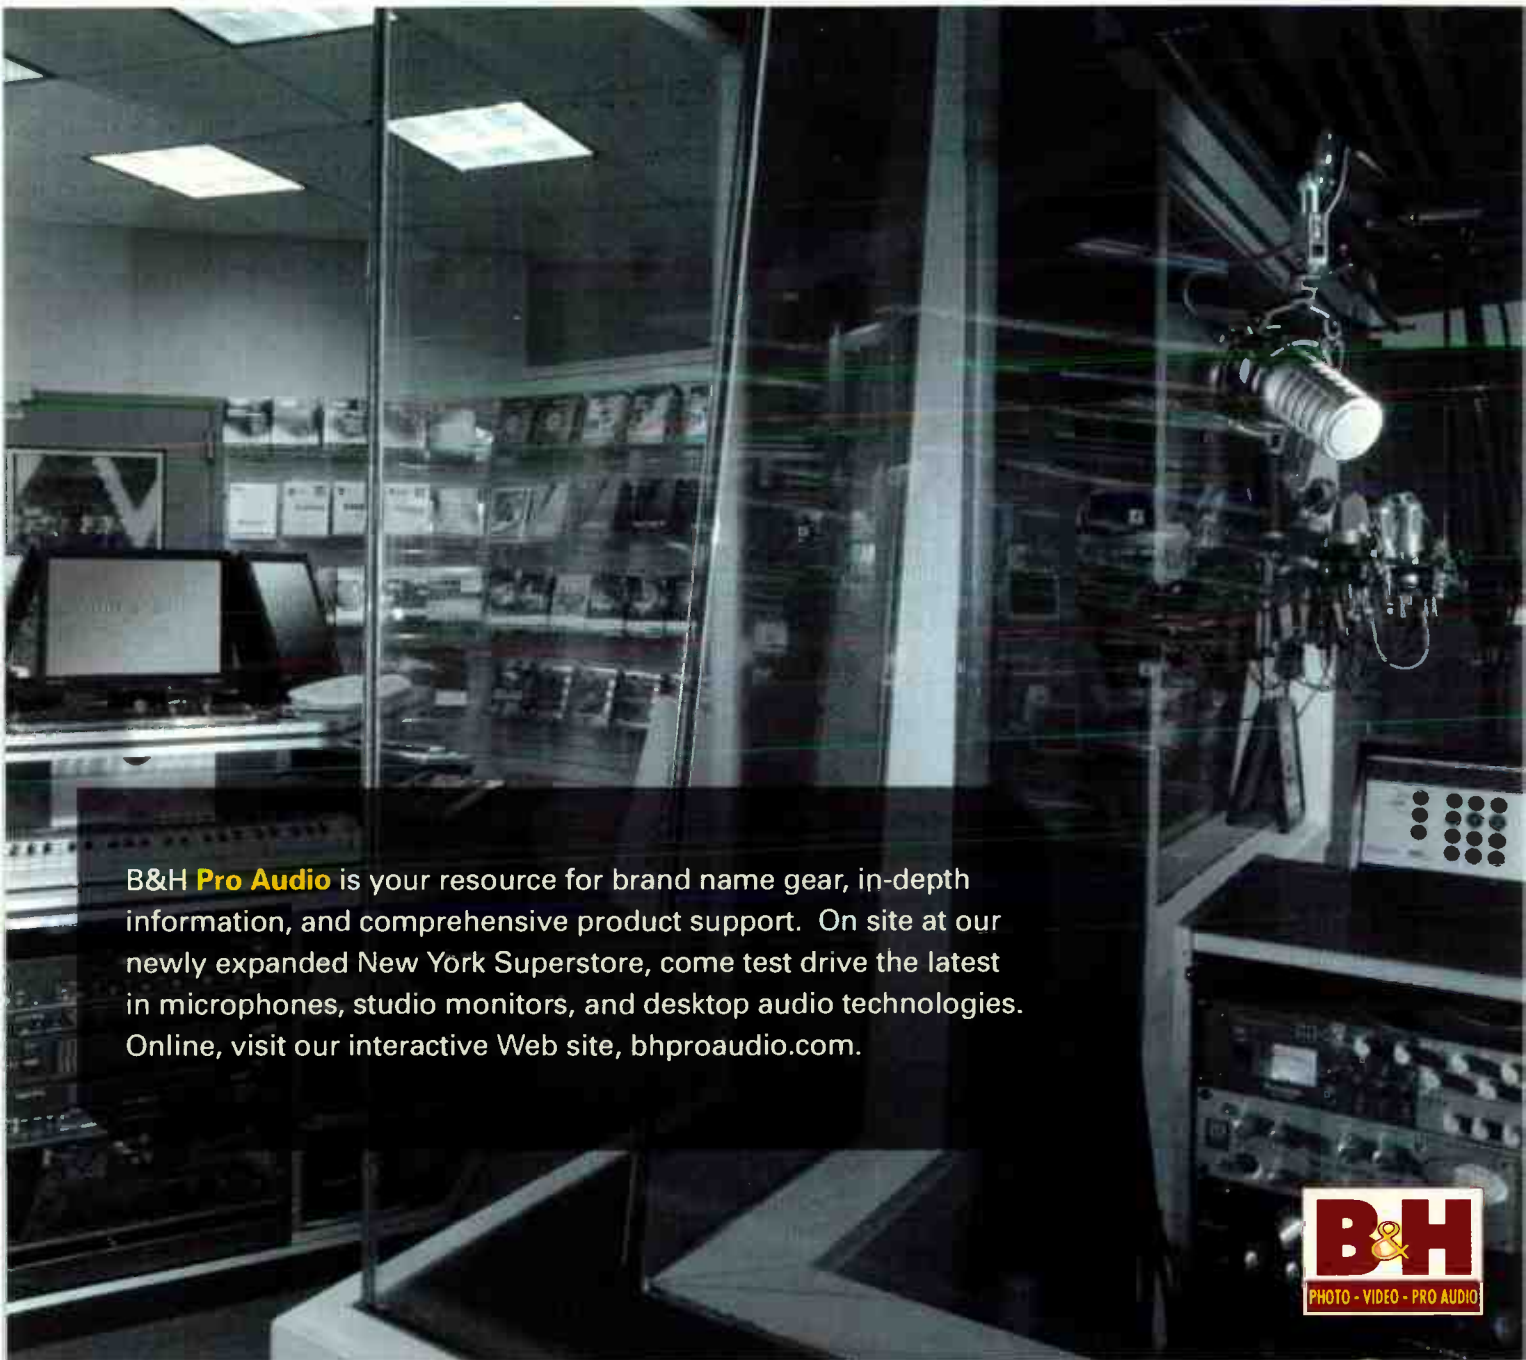 B&H Pro Audio is your resource for brand name gear, in-depth
information, and comprehensive product support. On site at our
newly expanded New York Superstore, come test drive the latest
in microphones, studio monitors, and desktop audio technologies.
Online, visit our interactive Web site, bhproaudio.com.
B&H
PHOTO - VIDEO - PRO AUDIO